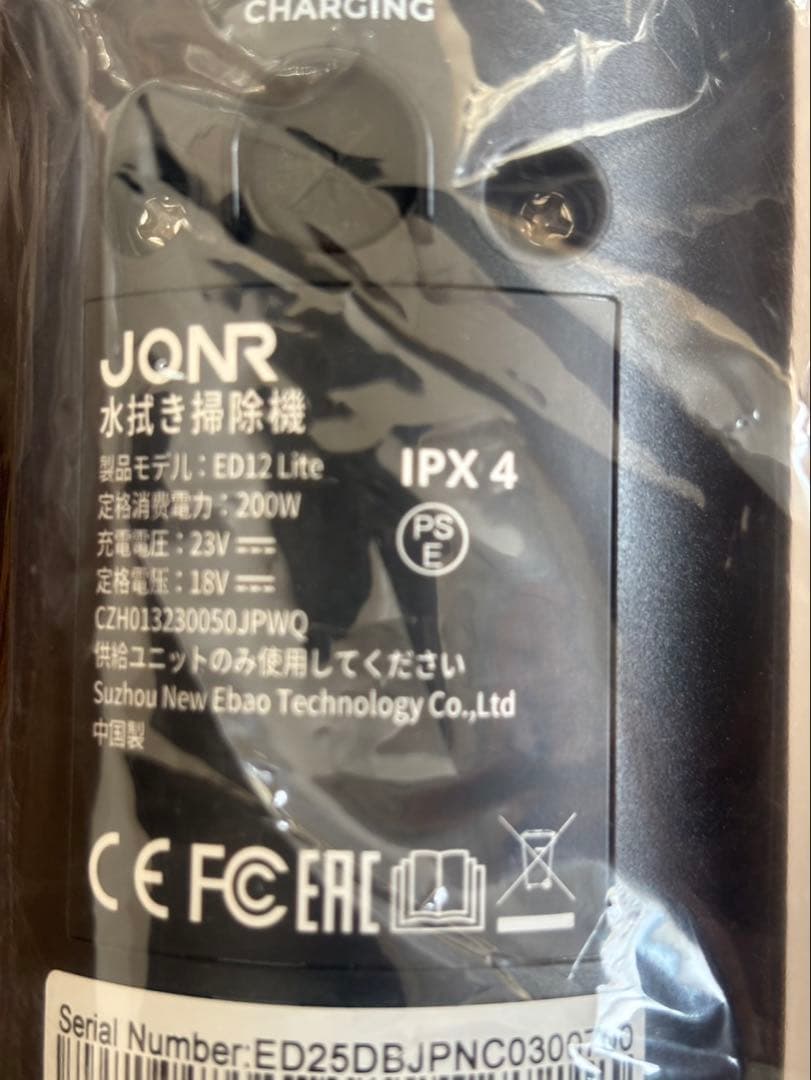 CHARGING
JONR
水拭き掃除機
製品モデル：ED12 Lite
IPX 4
定格消費電力：200W
PS
E
充電電圧：23V
定格電圧：18V
CZH013230050JPWQ
供給ユニットのみ使用してください
Suzhou New Ebao Technology Co.,Ltd
中国製
CE FC EAC
Serial Number: